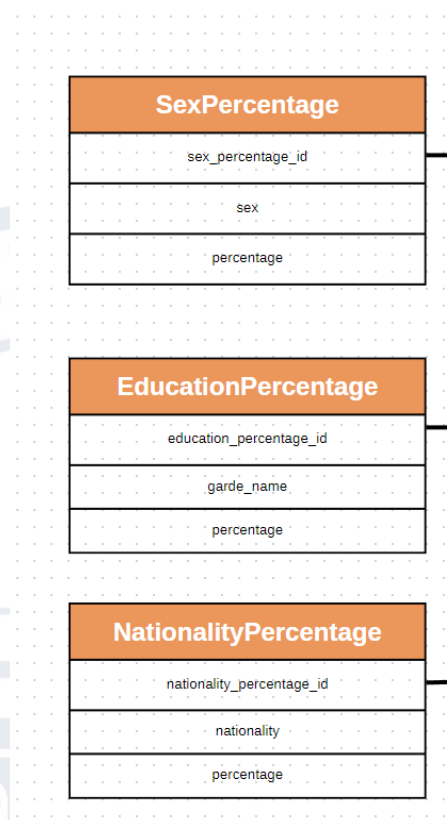 SexPercentage
sex_percentage_id
sex
percentage
EducationPercentage
education_percentage_id
garde_name
percentage
NationalityPercentage
nationality_percentage_id
nationality
percentage